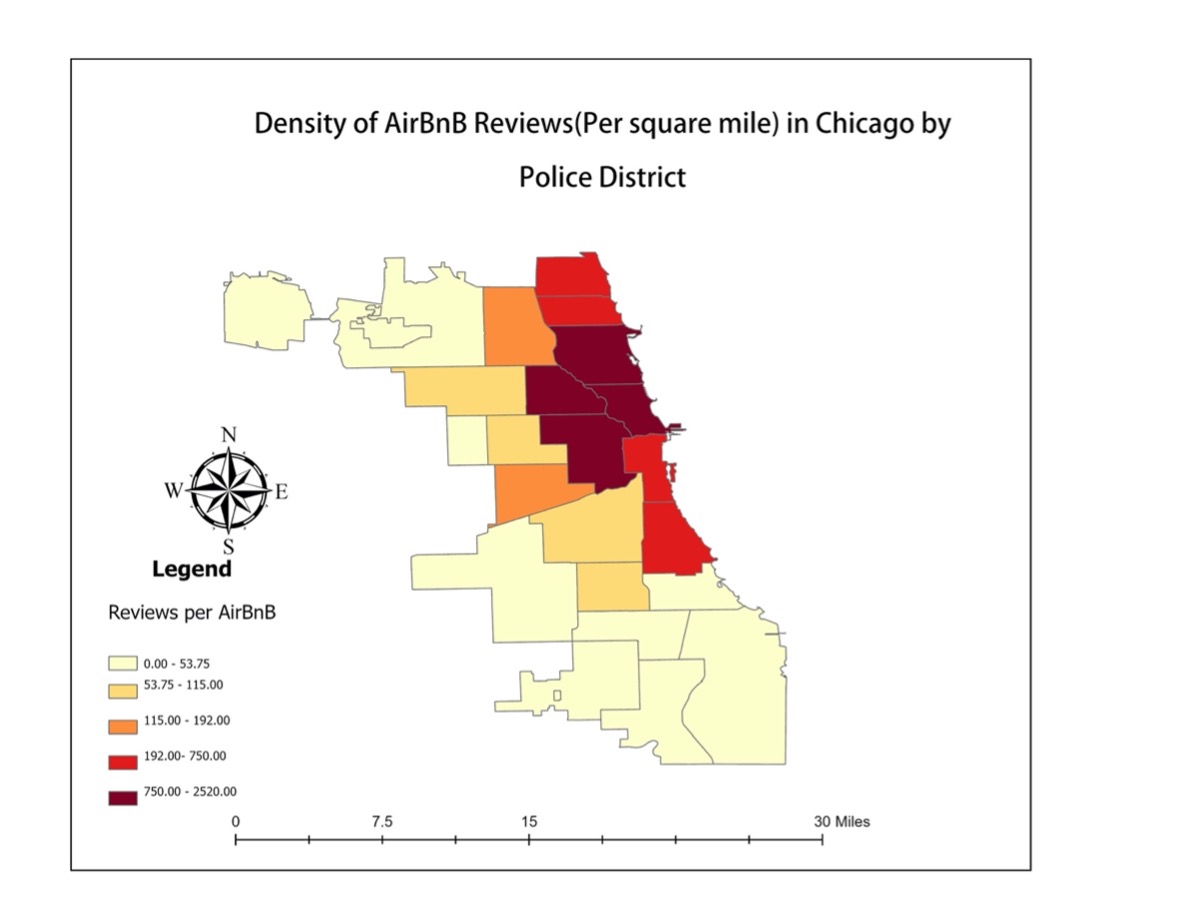 Density of AirBnB Reviews(Per square mile) in Chicago by
Police District
N
W
E
S
Legend
Reviews per AirBnB
0.00 - 53.75
53.75 - 115.00
115.00 - 192.00
192.00- 750.00
750.00 - 2520.00
0 7.5 15 30 Miles